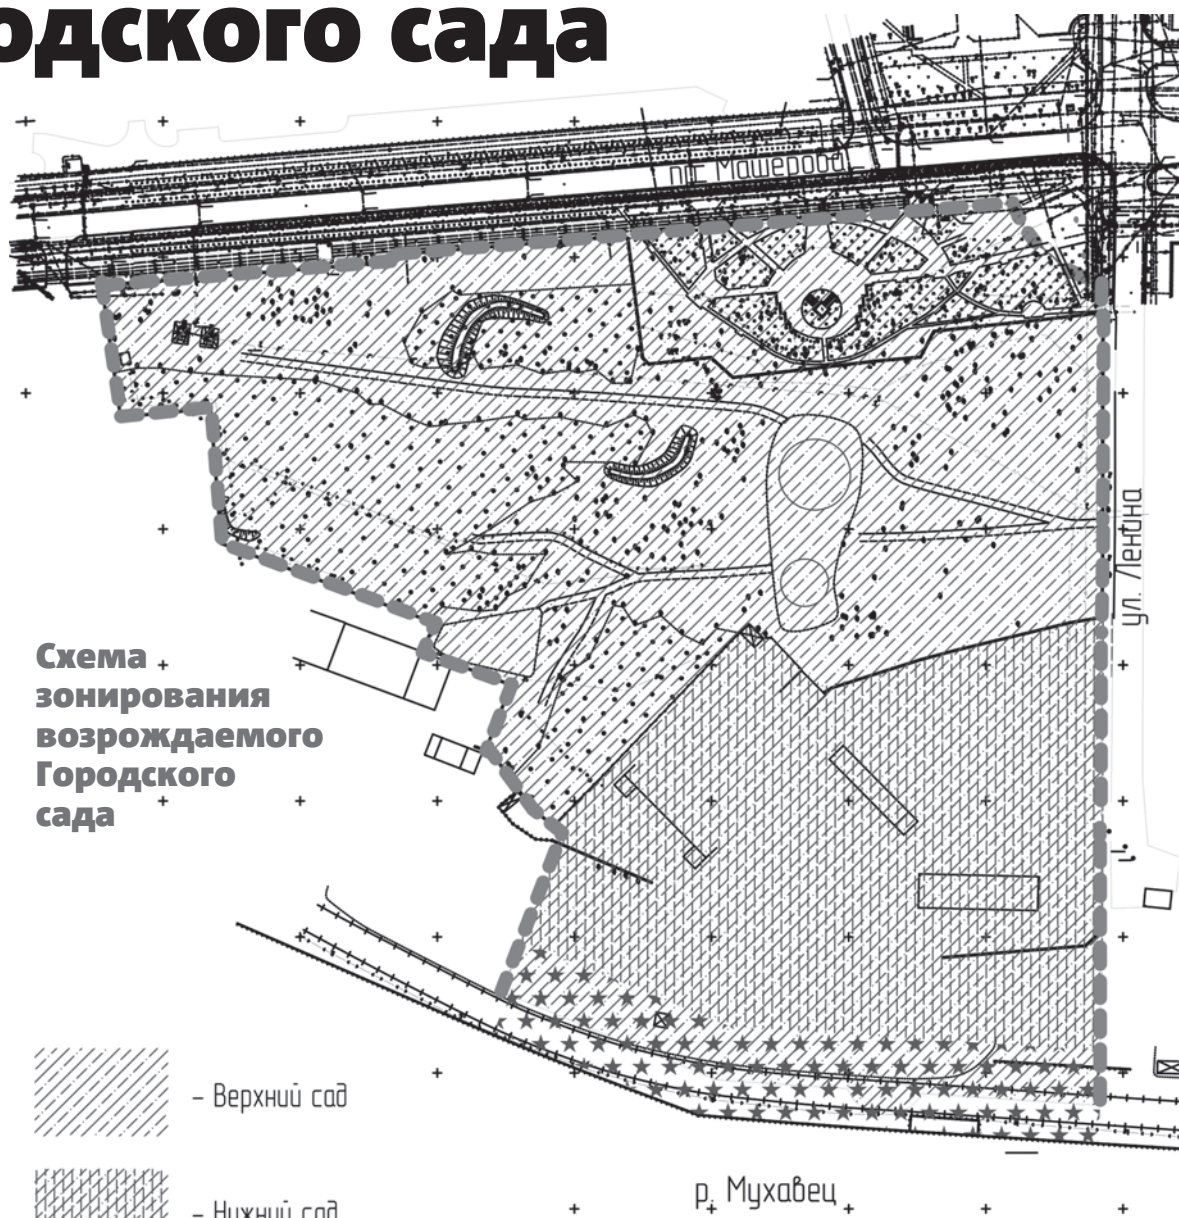 одского сада
пр. Машерова
ул. Ленина
Схема
зонирования
возрождаемого
Городского
сада
– Верхний сад
– Нижний сад
р. Мухавец